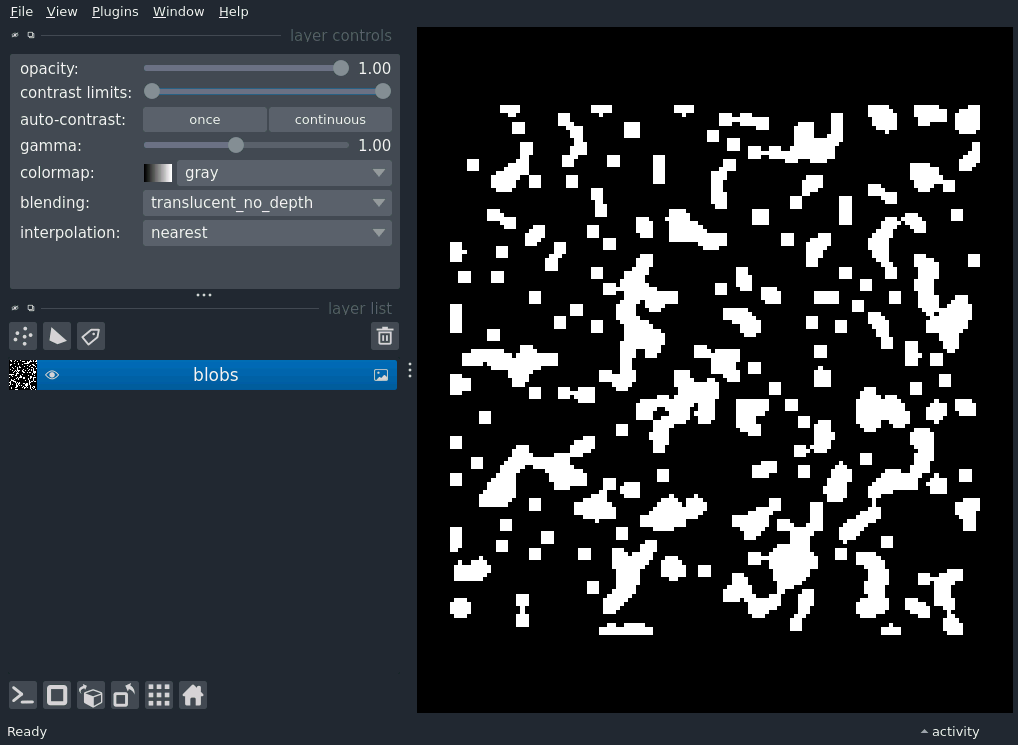 File View Plugins Window Help
layer controls
opacity: 1.00
contrast limits:
auto-contrast: once continuous
gamma: 1.00
colormap: gray
blending: translucent_no_depth
interpolation: nearest
layer list
blobs
Ready activity